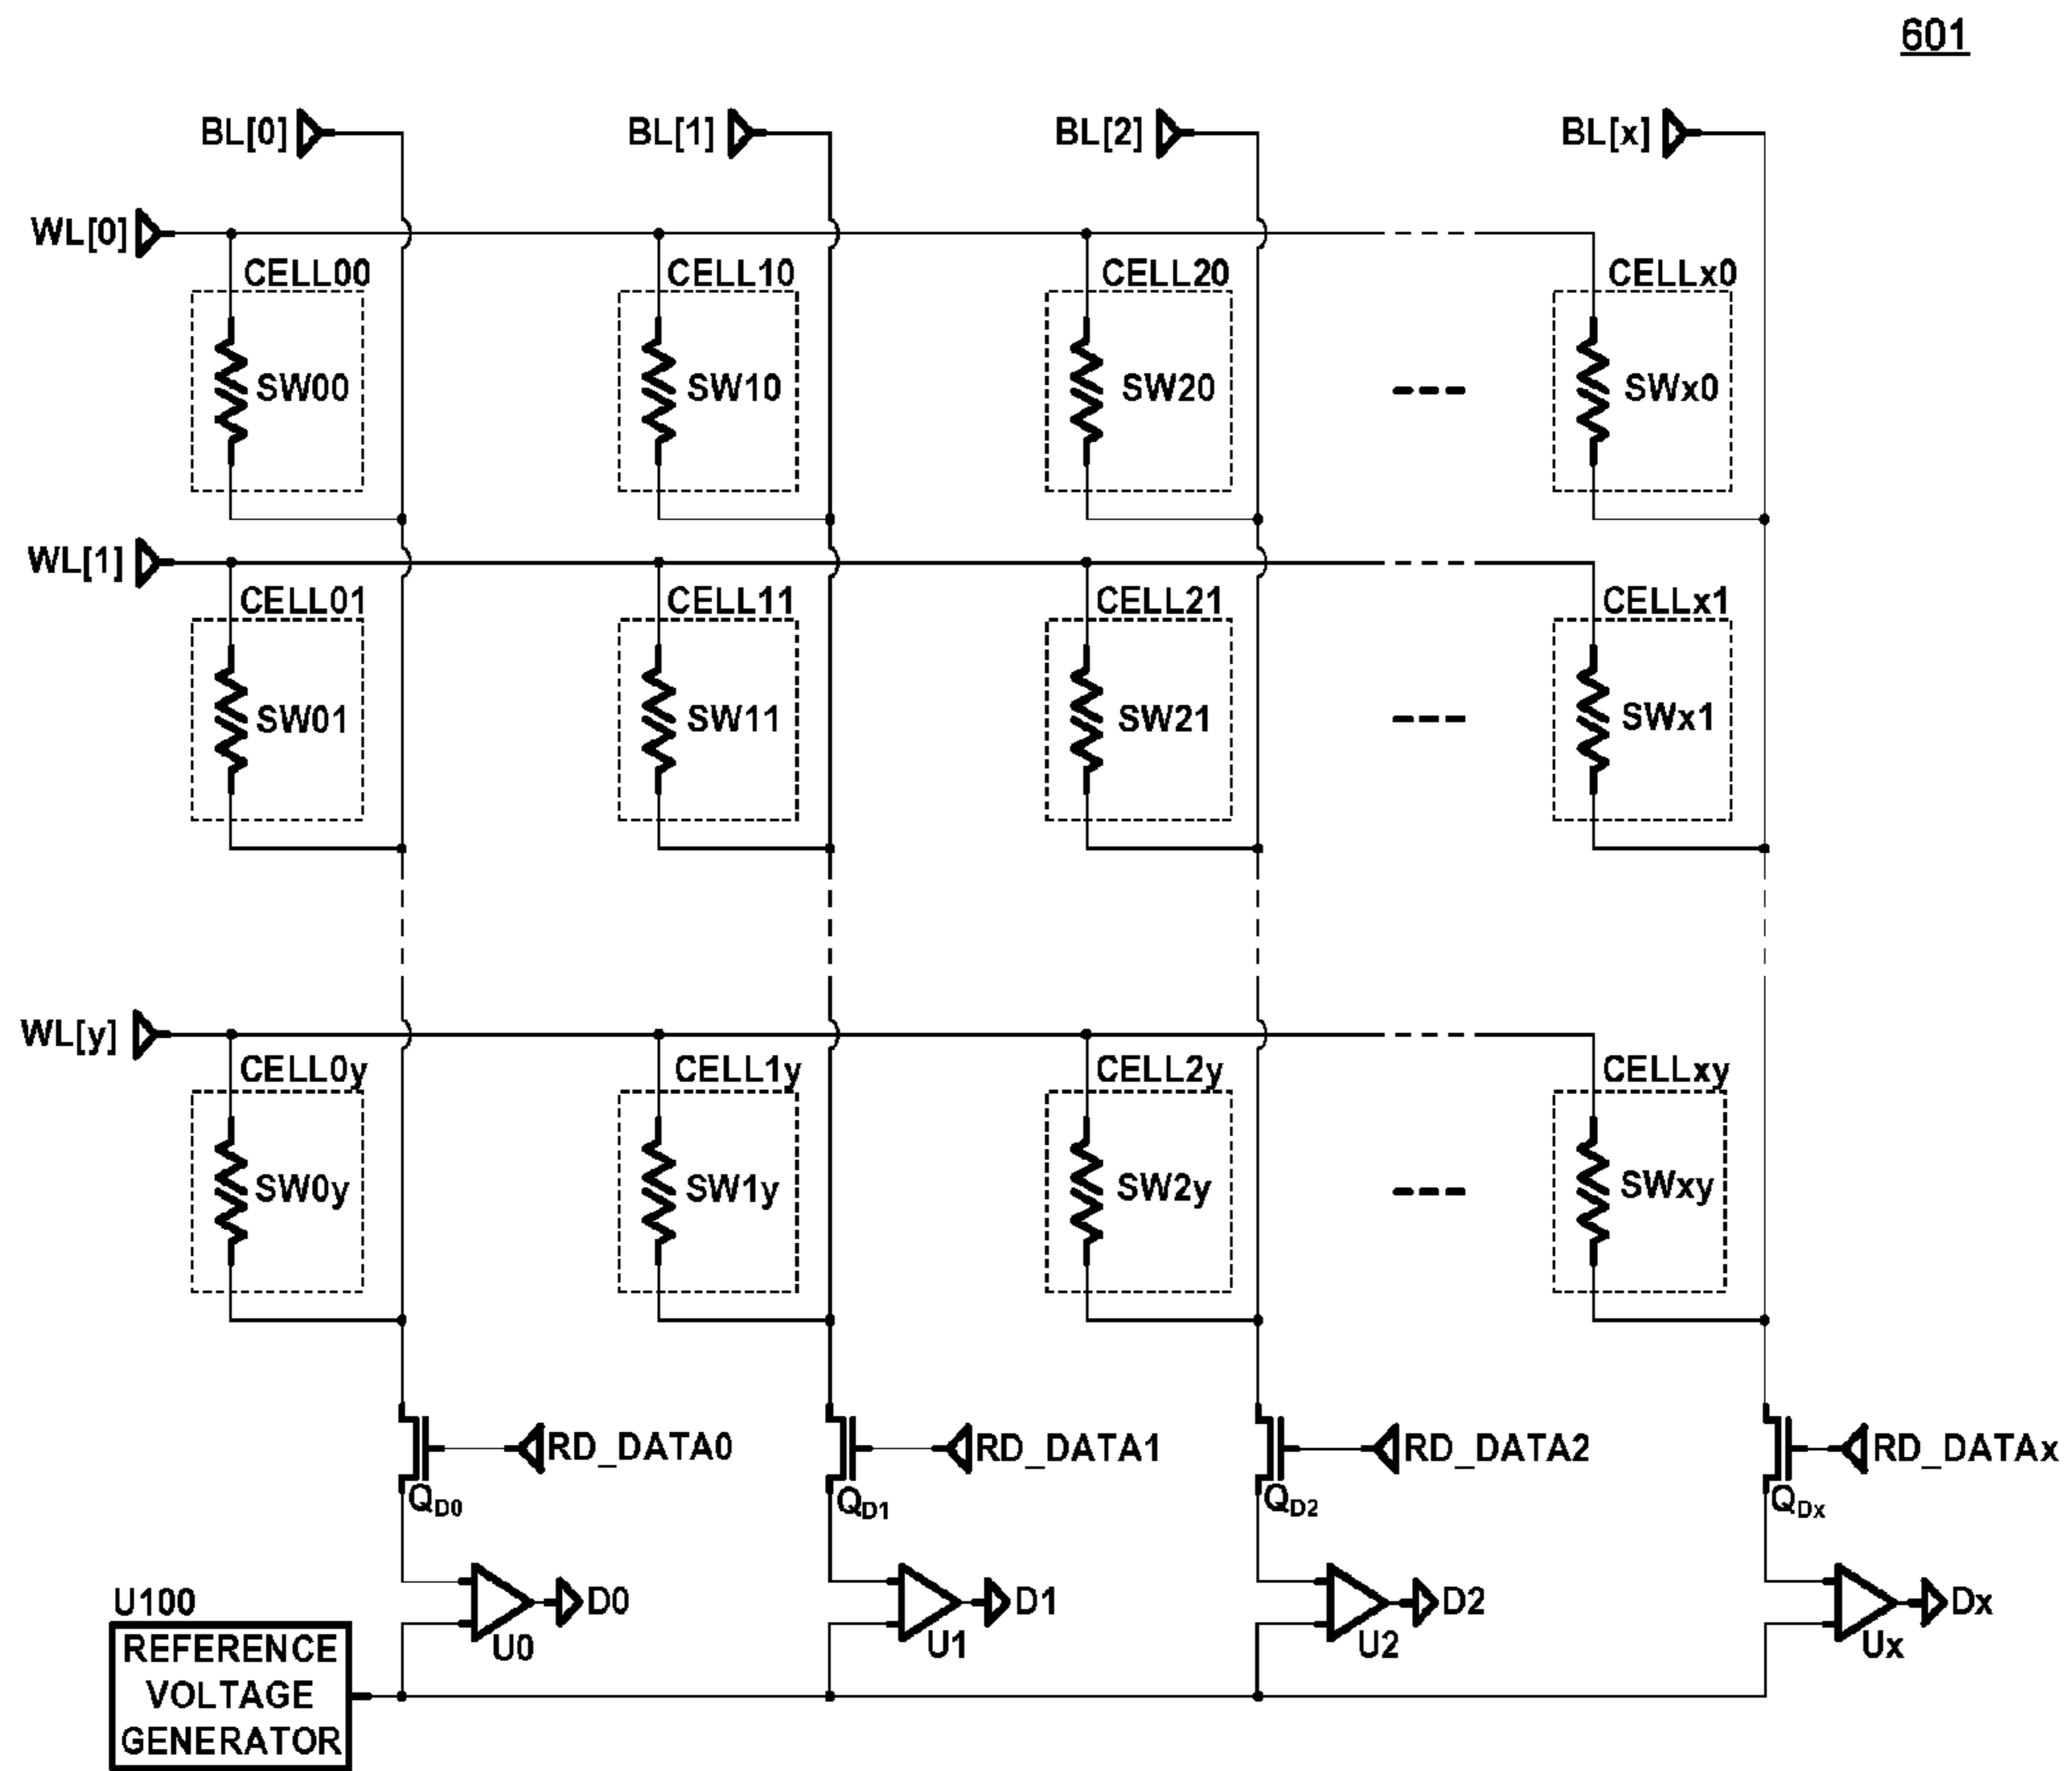 601
BL[0] BL[1] BL[2] BL[x]
WL[0]
CELL00 CELL10 CELL20 CELLx0
SW00 SW10 SW20 SWx0
WL[1]
CELL01 CELL11 CELL21 CELLx1
SW01 SW11 SW21 SWx1
WL[y]
CELL0y CELL1y CELL2y CELLxy
SW0y SW1y SW2y SWxy
RD_DATA0 RD_DATA1 RD_DATA2 RD_DATAx
QD0 QD1 QD2 QDx
D0 D1 D2 Dx
U0 U1 U2 Ux
U100
REFERENCE
VOLTAGE
GENERATOR